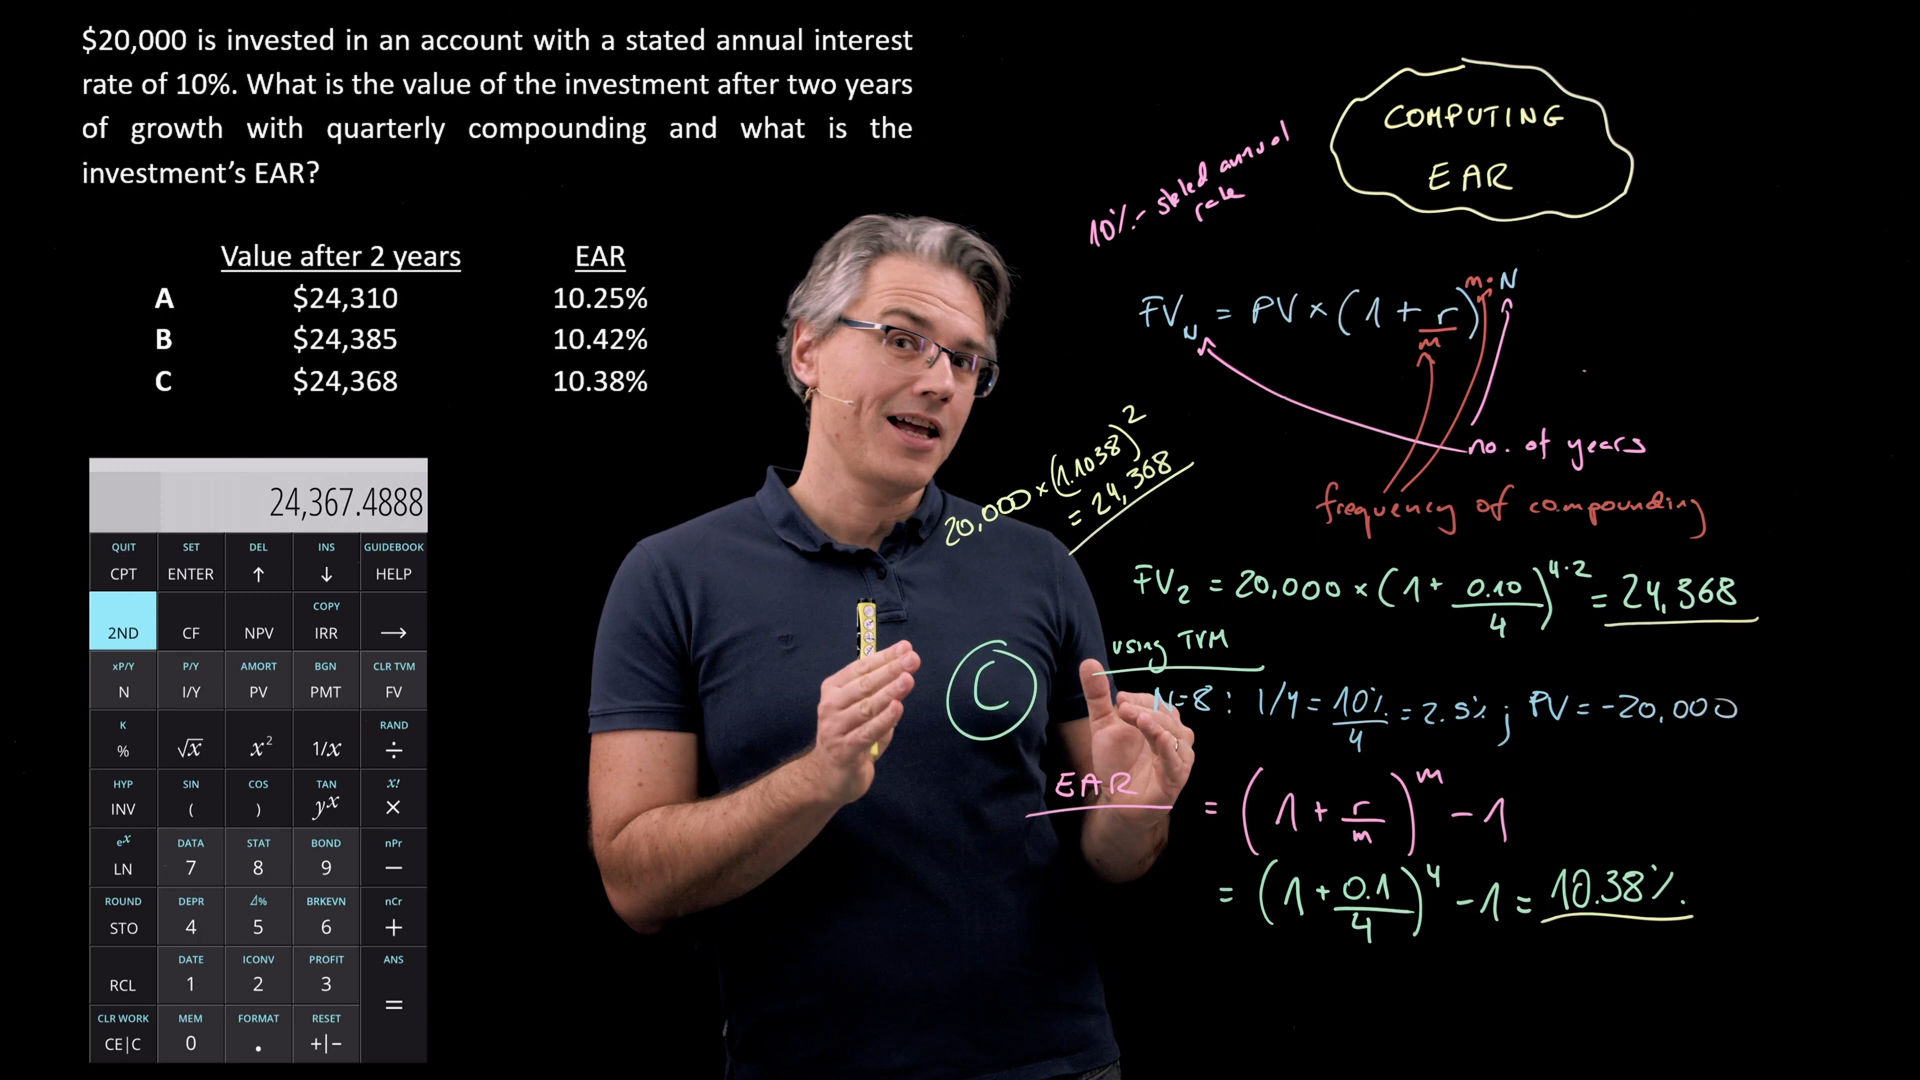 $20,000 is invested in an account with a stated annual interest
rate of 10%. What is the value of the investment after two years
of growth with quarterly compounding and what is the
investment's EAR?
Value after 2 years EAR
A $24,310 10.25%
B $24,385 10.42%
C $24,368 10.38%
24,367.4888
QUIT SET DEL INS GUIDEBOOK
CPT ENTER ↑ ↓ HELP
COPY
2ND CF NPV IRR →
xP/Y P/Y AMORT BGN CLR TVM
N I/Y PV PMT FV
K RAND
% √x x² 1/x ÷
HYP SIN COS TAN x!
INV ( ) yˣ ×
eˣ DATA STAT BOND nPr
LN 7 8 9 −
ROUND DEPR Δ% BRKEVN nCr
STO 4 5 6 +
DATE ICONV PROFIT ANS
RCL 1 2 3 =
CLR WORK MEM FORMAT RESET
CE|C 0 . +|−
COMPUTING
EAR
10% - stated annual
rate
FV_N = PV × (1 + r/m)^(m·N)
no. of years
frequency of compounding
20,000 × (1.1038)²
= 24,368
FV₂ = 20,000 × (1 + 0.10/4)^(4·2) = 24,368
using TVM
C
N=8 : I/Y = 10%/4 = 2.5% ; PV = -20,000
EAR = (1 + r/m)^m − 1
= (1 + 0.1/4)^4 − 1 = 10.38%.